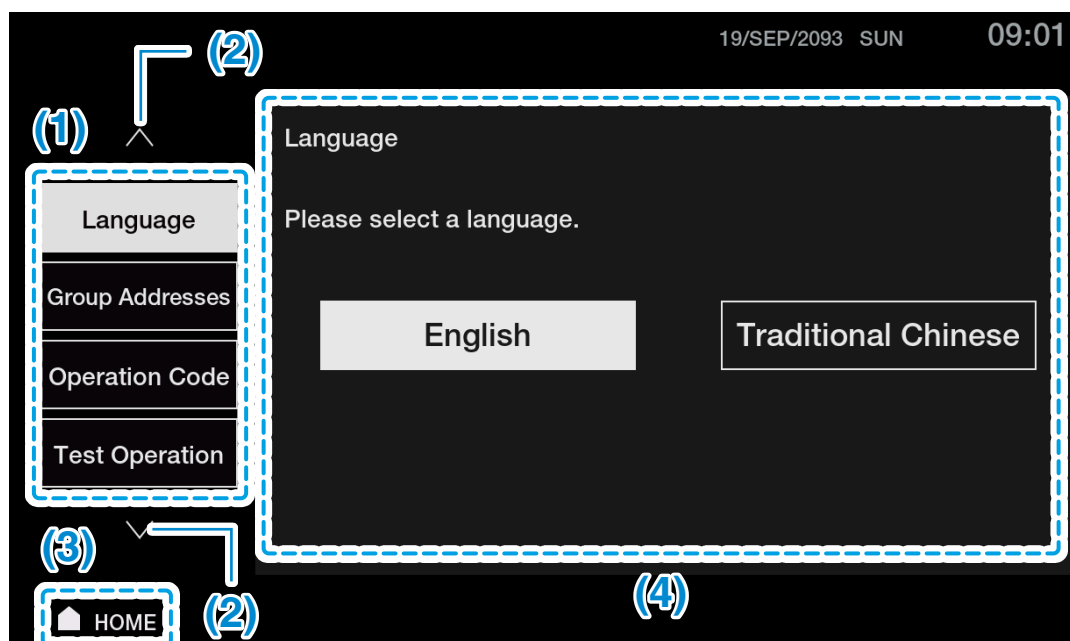 (2)
19/SEP/2093 SUN 09:01
(1)
Language
Please select a language.
Language
Group Addresses
Operation Code
Test Operation
English
Traditional Chinese
(3)
(2)
(4)
HOME